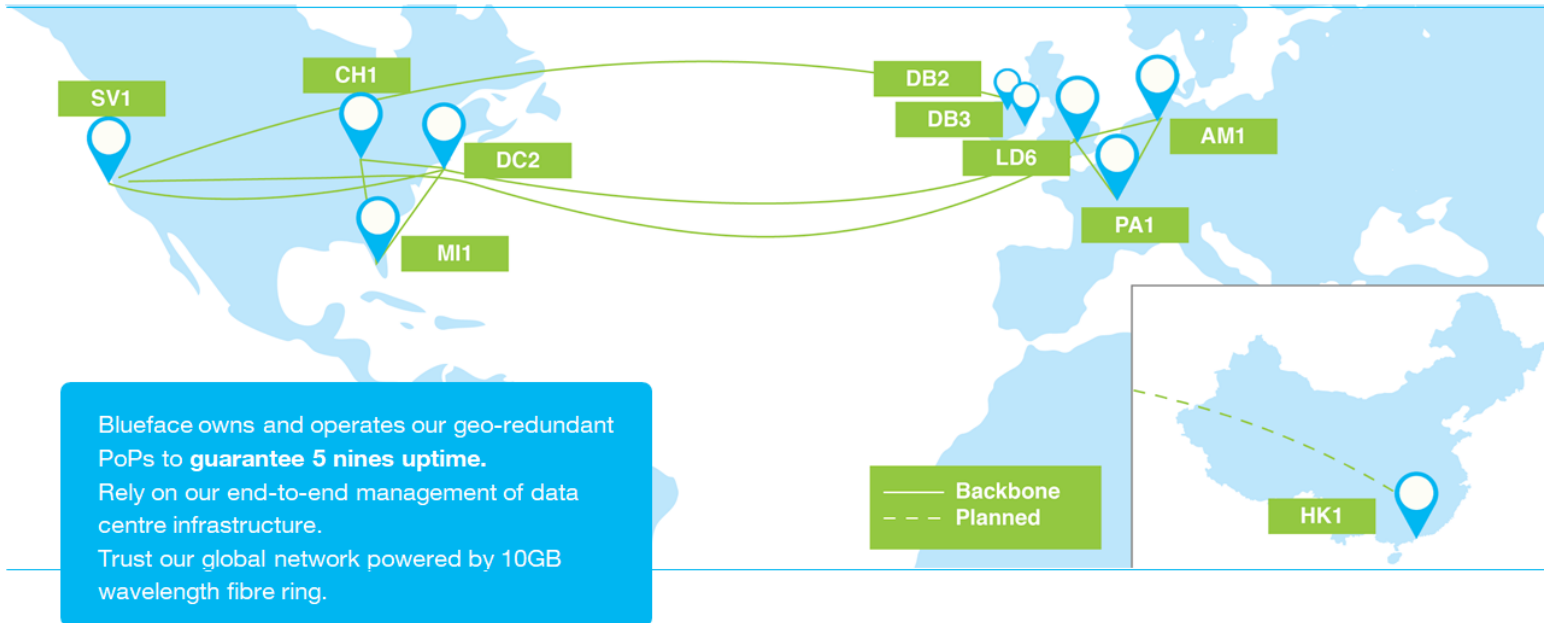 SV1
CH1
DC2
MI1
DB2
DB3
LD6
AM1
PA1
Blueface owns and operates our geo-redundant
PoPs to guarantee 5 nines uptime.
Rely on our end-to-end management of data
centre infrastructure.
Trust our global network powered by 10GB
wavelength fibre ring.
Backbone
Planned
HK1